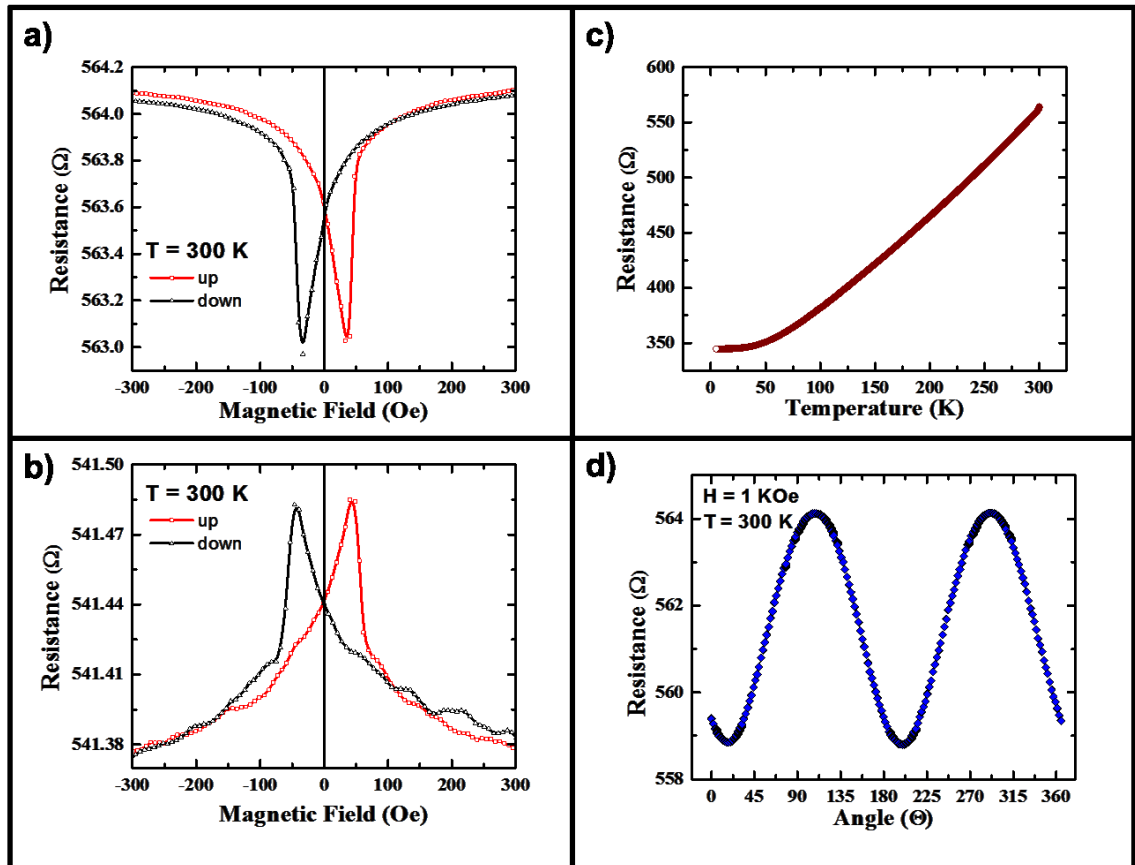 a)
564.2
564.0
563.8
563.6
563.4
563.2
563.0
Resistance (Ω)
T = 300 K
up
down
-300 -200 -100 0 100 200 300
Magnetic Field (Oe)
c)
600
550
500
450
400
350
Resistance (Ω)
0 50 100 150 200 250 300
Temperature (K)
b)
541.50
541.47
541.44
541.41
541.38
Resistance (Ω)
T = 300 K
up
down
-300 -200 -100 0 100 200 300
Magnetic Field (Oe)
d)
H = 1 KOe
T = 300 K
564
562
560
558
Resistance (Ω)
0 45 90 135 180 225 270 315 360
Angle (Θ)